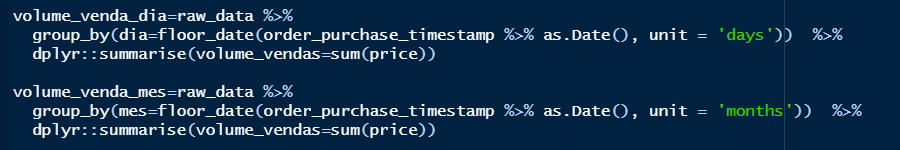 volume_venda_dia=raw_data %>%
group_by(dia=floor_date(order_purchase_timestamp %>% as.Date(), unit = 'days'))  %>%
dplyr::summarise(volume_vendas=sum(price))
volume_venda_mes=raw_data %>%
group_by(mes=floor_date(order_purchase_timestamp %>% as.Date(), unit = 'months'))  %>%
dplyr::summarise(volume_vendas=sum(price))